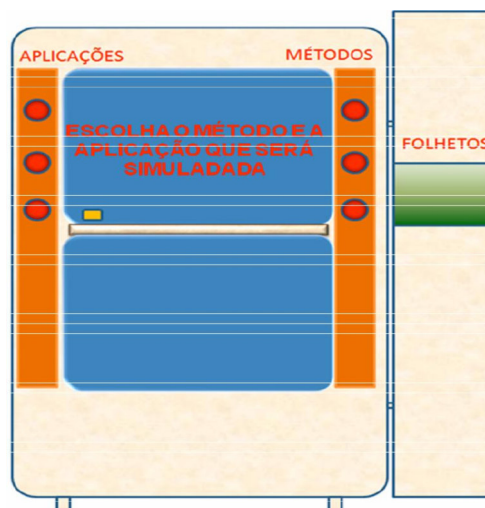 APLICAÇÕES
MÉTODOS
ESCOLHA O MÉTODO E A
APLICAÇÃO QUE SERÁ
SIMULADADA
FOLHETOS